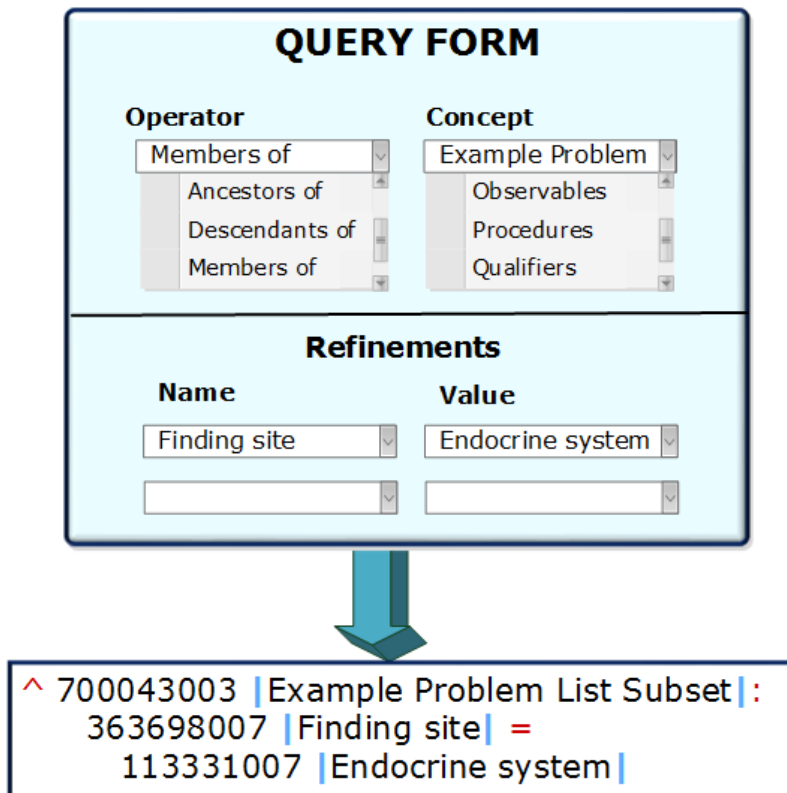 QUERY FORM
Operator Concept
Members of Example Problem
Ancestors of Observables
Descendants of Procedures
Members of Qualifiers
Refinements
Name Value
Finding site Endocrine system
^ 700043003 |Example Problem List Subset|:
363698007 |Finding site| =
113331007 |Endocrine system|